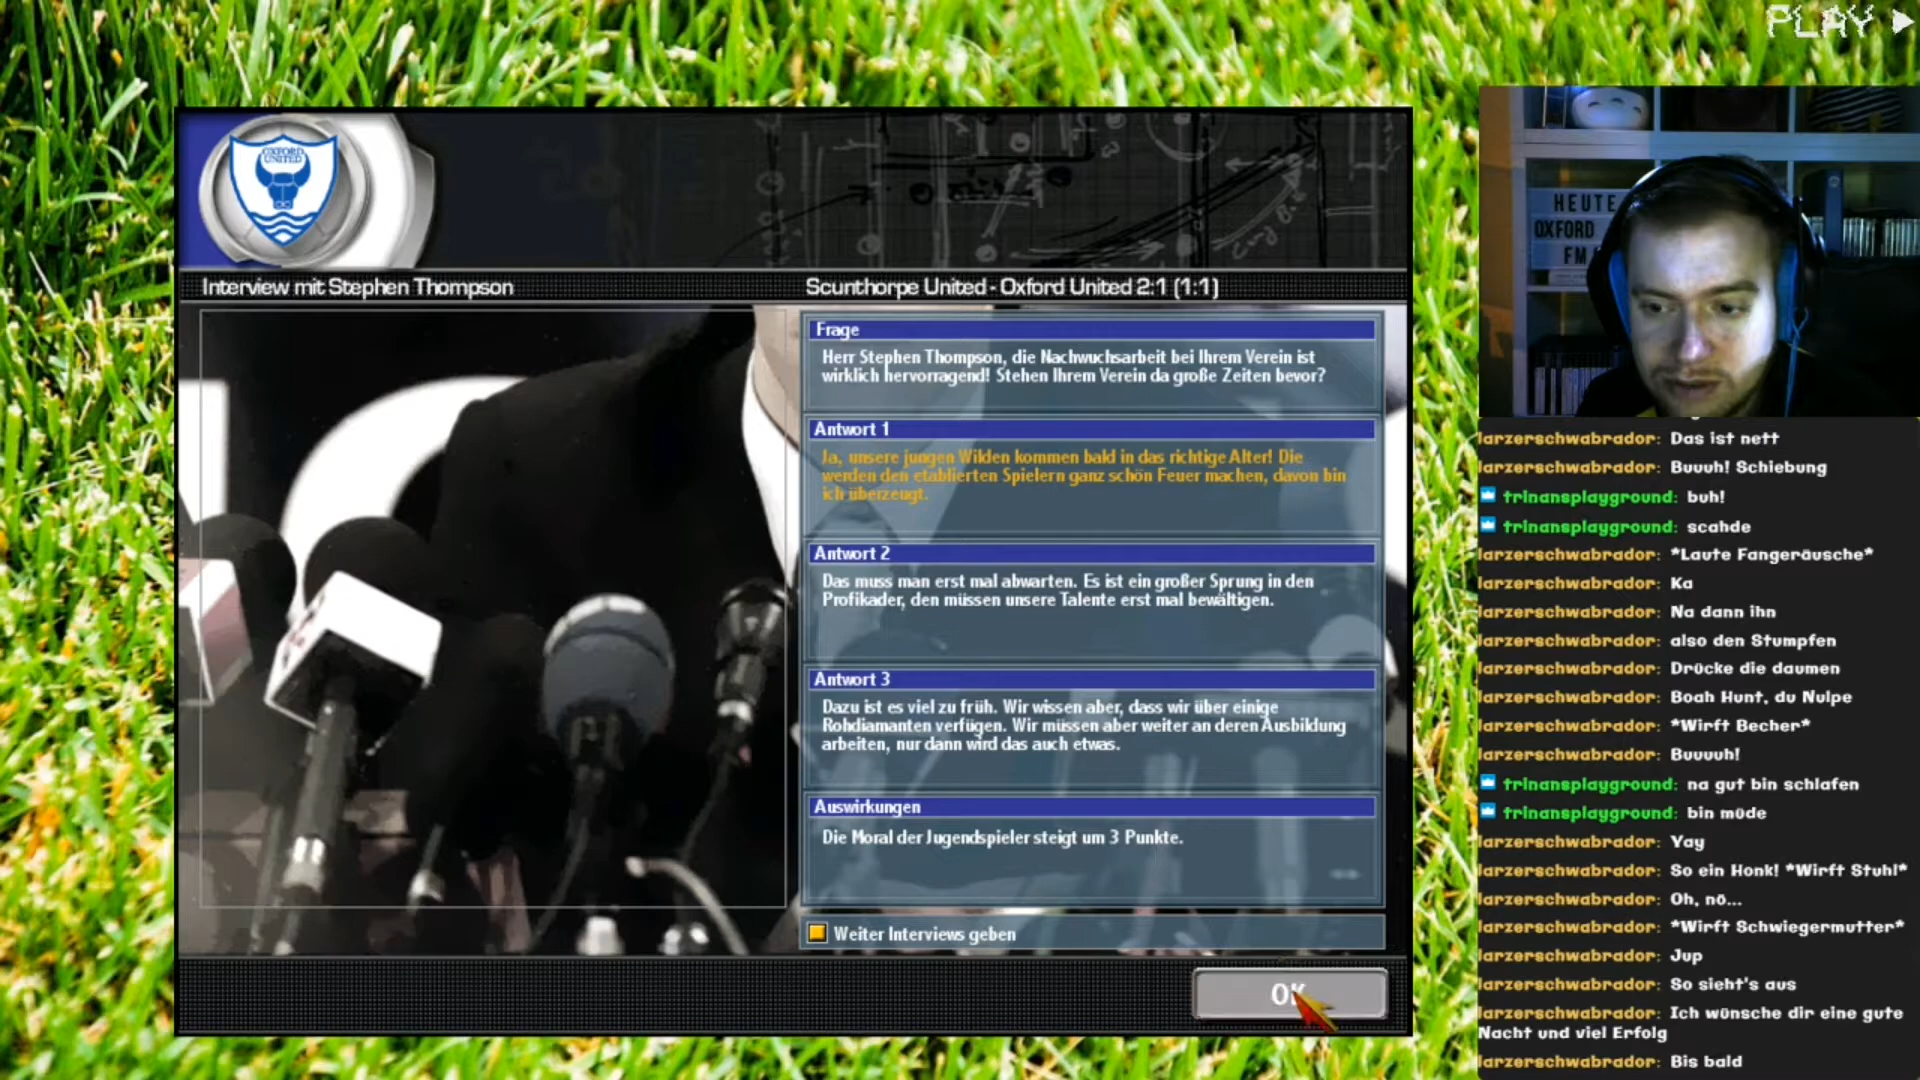 PLAY
OXFORD
UNITED
Interview mit Stephen Thompson
Scunthorpe United - Oxford United 2:1 (1:1)
Frage
Herr Stephen Thompson, die Nachwuchsarbeit bei Ihrem Verein ist
wirklich hervorragend! Stehen Ihrem Verein da große Zeiten bevor?
Antwort 1
Ja, unsere jungen Wilden kommen bald in das richtige Alter! Die
werden den etablierten Spielern ganz schön Feuer machen, davon bin
ich überzeugt.
Antwort 2
Das muss man erst mal abwarten. Es ist ein großer Sprung in den
Profikader, den müssen unsere Talente erst mal bewältigen.
Antwort 3
Dazu ist es viel zu früh. Wir wissen aber, dass wir über einige
Rohdiamanten verfügen. Wir müssen aber weiter an deren Ausbildung
arbeiten, nur dann wird das auch etwas.
Auswirkungen
Die Moral der Jugendspieler steigt um 3 Punkte.
Weiter Interviews geben
OK
HEUTE
OXFORD
FM
larzerschwabrador: Das ist nett
larzerschwabrador: Buuuh! Schiebung
trinansplayground: buh!
trinansplayground: scahde
larzerschwabrador: *Laute Fangeräusche*
larzerschwabrador: Ka
larzerschwabrador: Na dann ihn
larzerschwabrador: also den Stumpfen
larzerschwabrador: Drücke die daumen
larzerschwabrador: Boah Hunt, du Nulpe
larzerschwabrador: *Wirft Becher*
larzerschwabrador: Buuuuh!
trinansplayground: na gut bin schlafen
trinansplayground: bin müde
larzerschwabrador: Yay
larzerschwabrador: So ein Honk! *Wirft Stuhl*
larzerschwabrador: Oh, nö...
larzerschwabrador: *Wirft Schwiegermutter*
larzerschwabrador: Jup
larzerschwabrador: So sieht's aus
larzerschwabrador: Ich wünsche dir eine gute
Nacht und viel Erfolg
larzerschwabrador: Bis bald